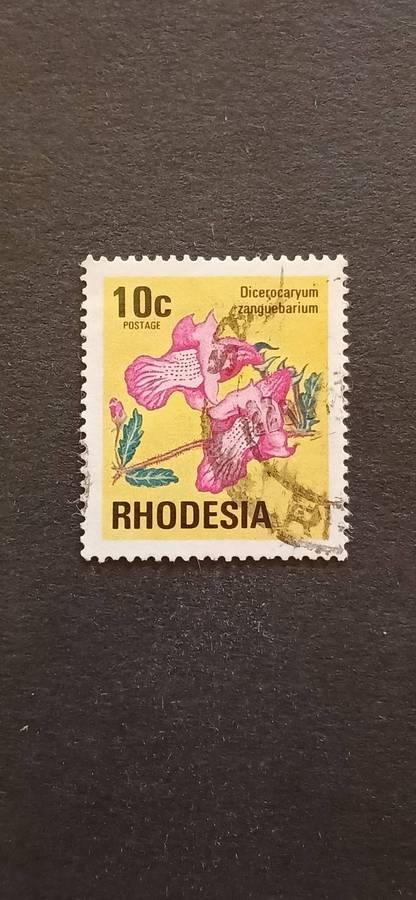 10c
POSTAGE
Dicerocaryum
zanguebarium
RHODESIA